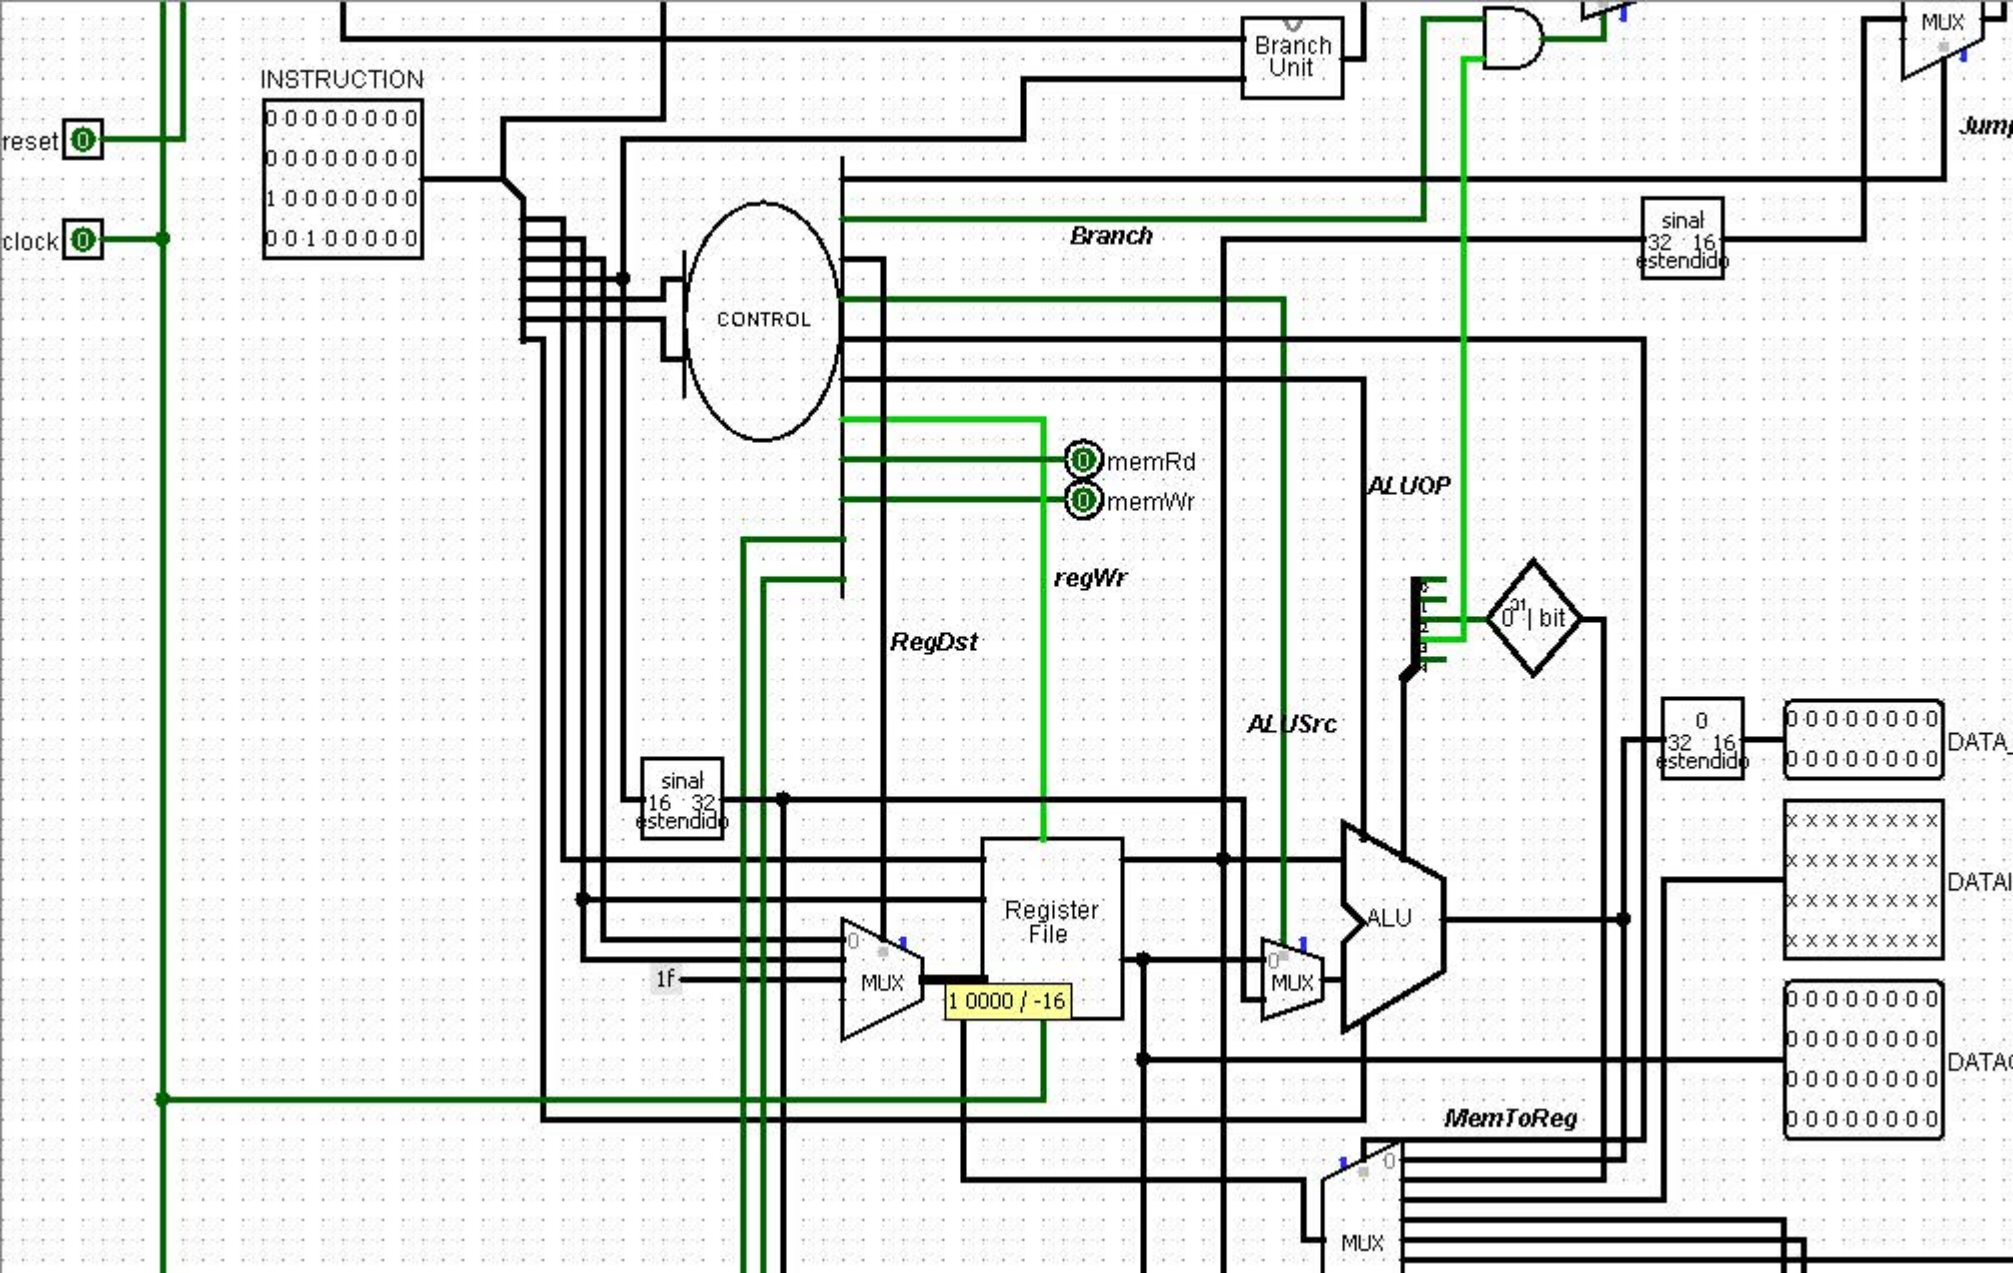 MUX
Branch
Unit
INSTRUCTION
0 0 0 0 0 0 0 0
0 0 0 0 0 0 0 0
1 0 0 0 0 0 0 0
0 0 1 0 0 0 0 0
reset 0
clock 0
Branch
sinal
32 16
estendido
CONTROL
0 memRd
0 memWr
ALUOP
regWr
RegDst
0 31 | bit
ALUSrc
0
32 16
estendido
0 0 0 0 0 0 0 0
0 0 0 0 0 0 0 0
sinal
16 32
estendido
X X X X X X X X
X X X X X X X X
X X X X X X X X
X X X X X X X X
Register
File
ALU
0
MUX
1f
0
MUX
1 0000 / -16
0 0 0 0 0 0 0 0
0 0 0 0 0 0 0 0
0 0 0 0 0 0 0 0
0 0 0 0 0 0 0 0
MemToReg
0
MUX